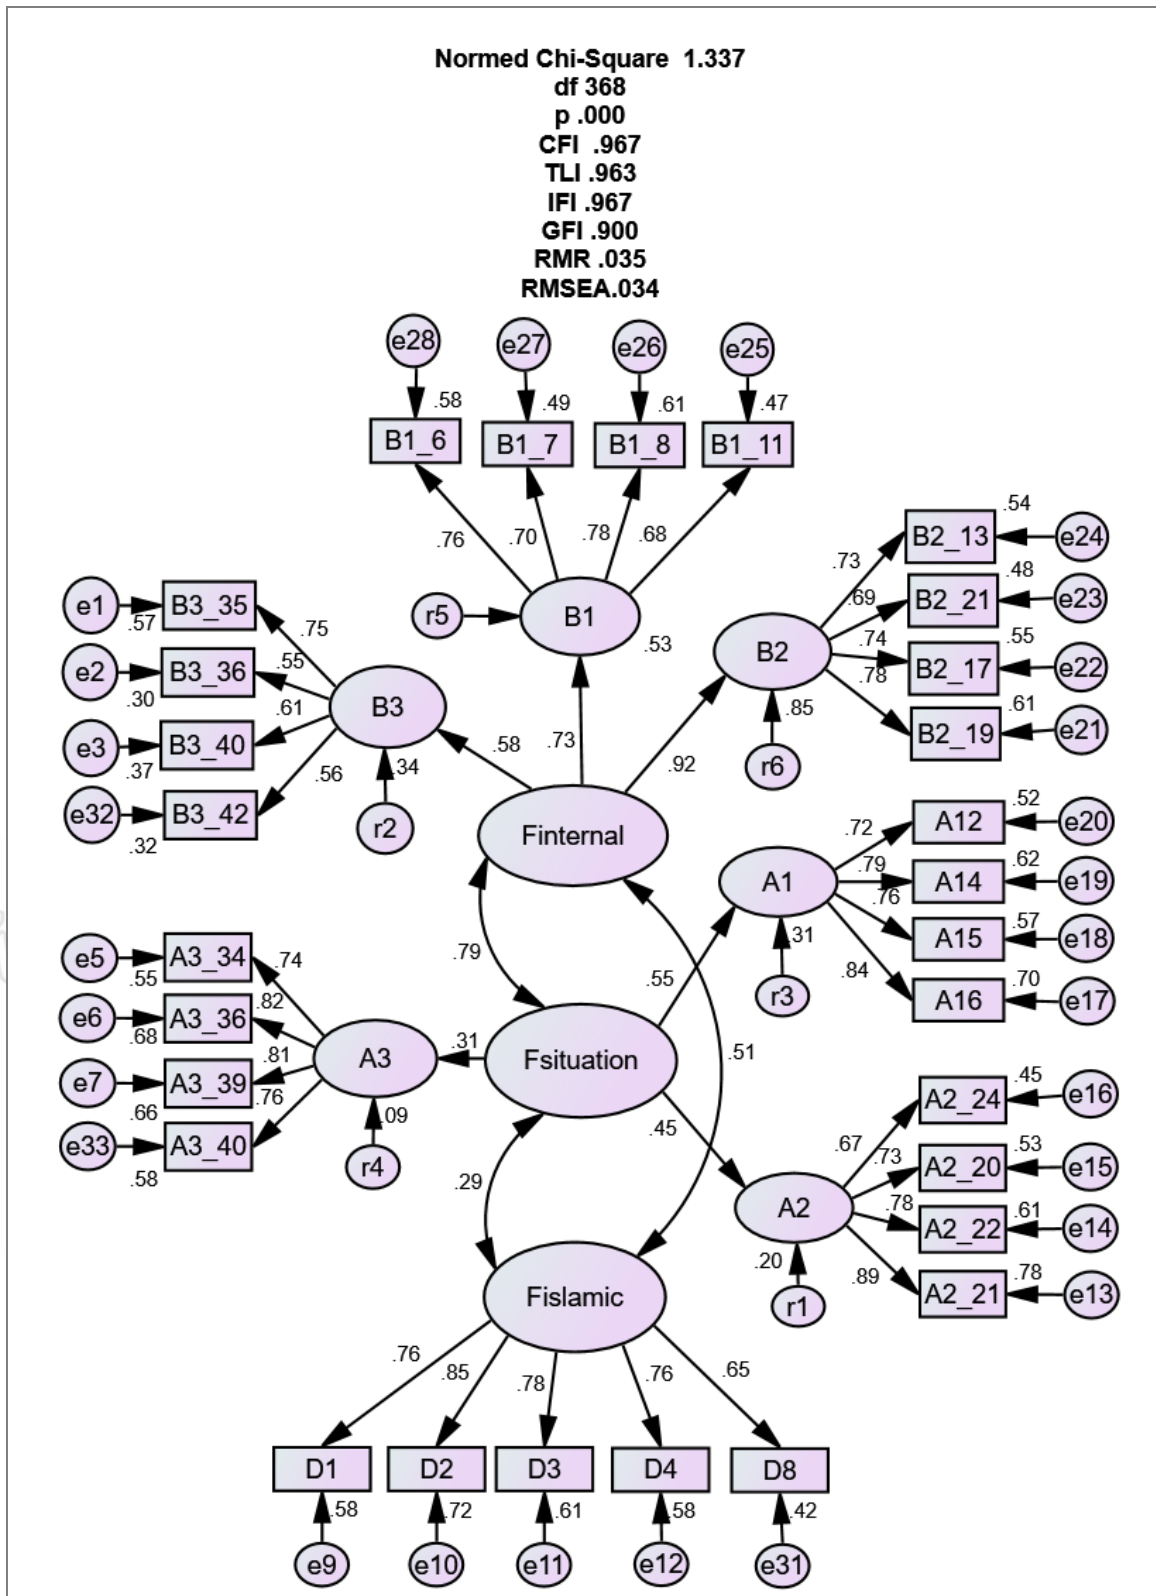 Normed Chi-Square 1.337
df 368
p .000
CFI .967
TLI .963
IFI .967
GFI .900
RMR .035
RMSEA.034
e28 e27 e26 e25
.58 .49 .61 .47
B1_6 B1_7 B1_8 B1_11
.76 .70 .78 .68
r5 B1 .53
e1 .57 B3_35 .75
e2 .30 B3_36 .55
e3 .37 B3_40 .61
e32 .32 B3_42 .56
B3 .34 r2
.58 .73 .92
B2 .85 r6
.73 B2_13 .54 e24
.69 B2_21 .48 e23
.74 B2_17 .55 e22
.78 B2_19 .61 e21
Finternal
A1 .31 r3
.72 A12 .52 e20
.79 A14 .62 e19
.76 A15 .57 e18
.84 A16 .70 e17
.79 .55 .51
e5 .55 A3_34 .74
e6 .68 A3_36 .82
e7 .66 A3_39 .81
e33 .58 A3_40 .76
A3 .09 r4
.31 Fsituation .45
.29
A2 .20 r1
.67 A2_24 .45 e16
.73 A2_20 .53 e15
.78 A2_22 .61 e14
.89 A2_21 .78 e13
Fislamic
.76 .85 .78 .76 .65
D1 D2 D3 D4 D8
.58 .72 .61 .58 .42
e9 e10 e11 e12 e31